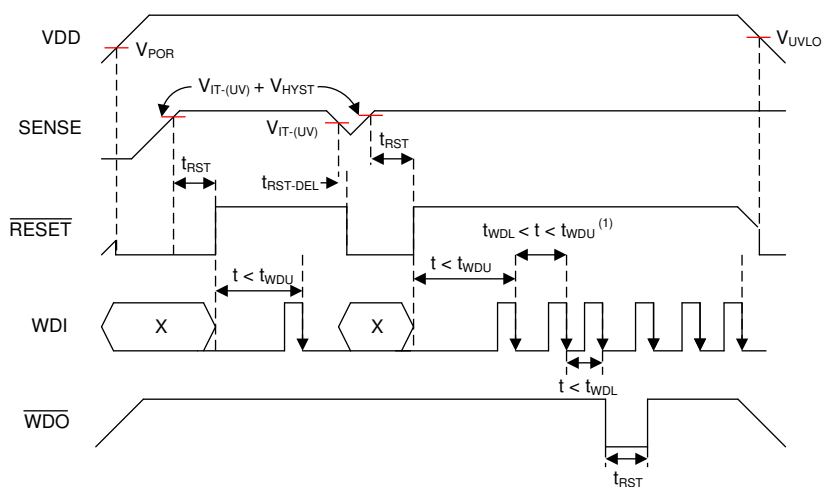 VDD
V_POR
V_UVLO
V_IT-(UV) + V_HYST
SENSE
V_IT-(UV)
t_RST
t_RST
t_RST-DEL
RESET
t_WDL < t < t_WDU (1)
t < t_WDU
t < t_WDU
WDI
X
X
t < t_WDL
WDO
t_RST